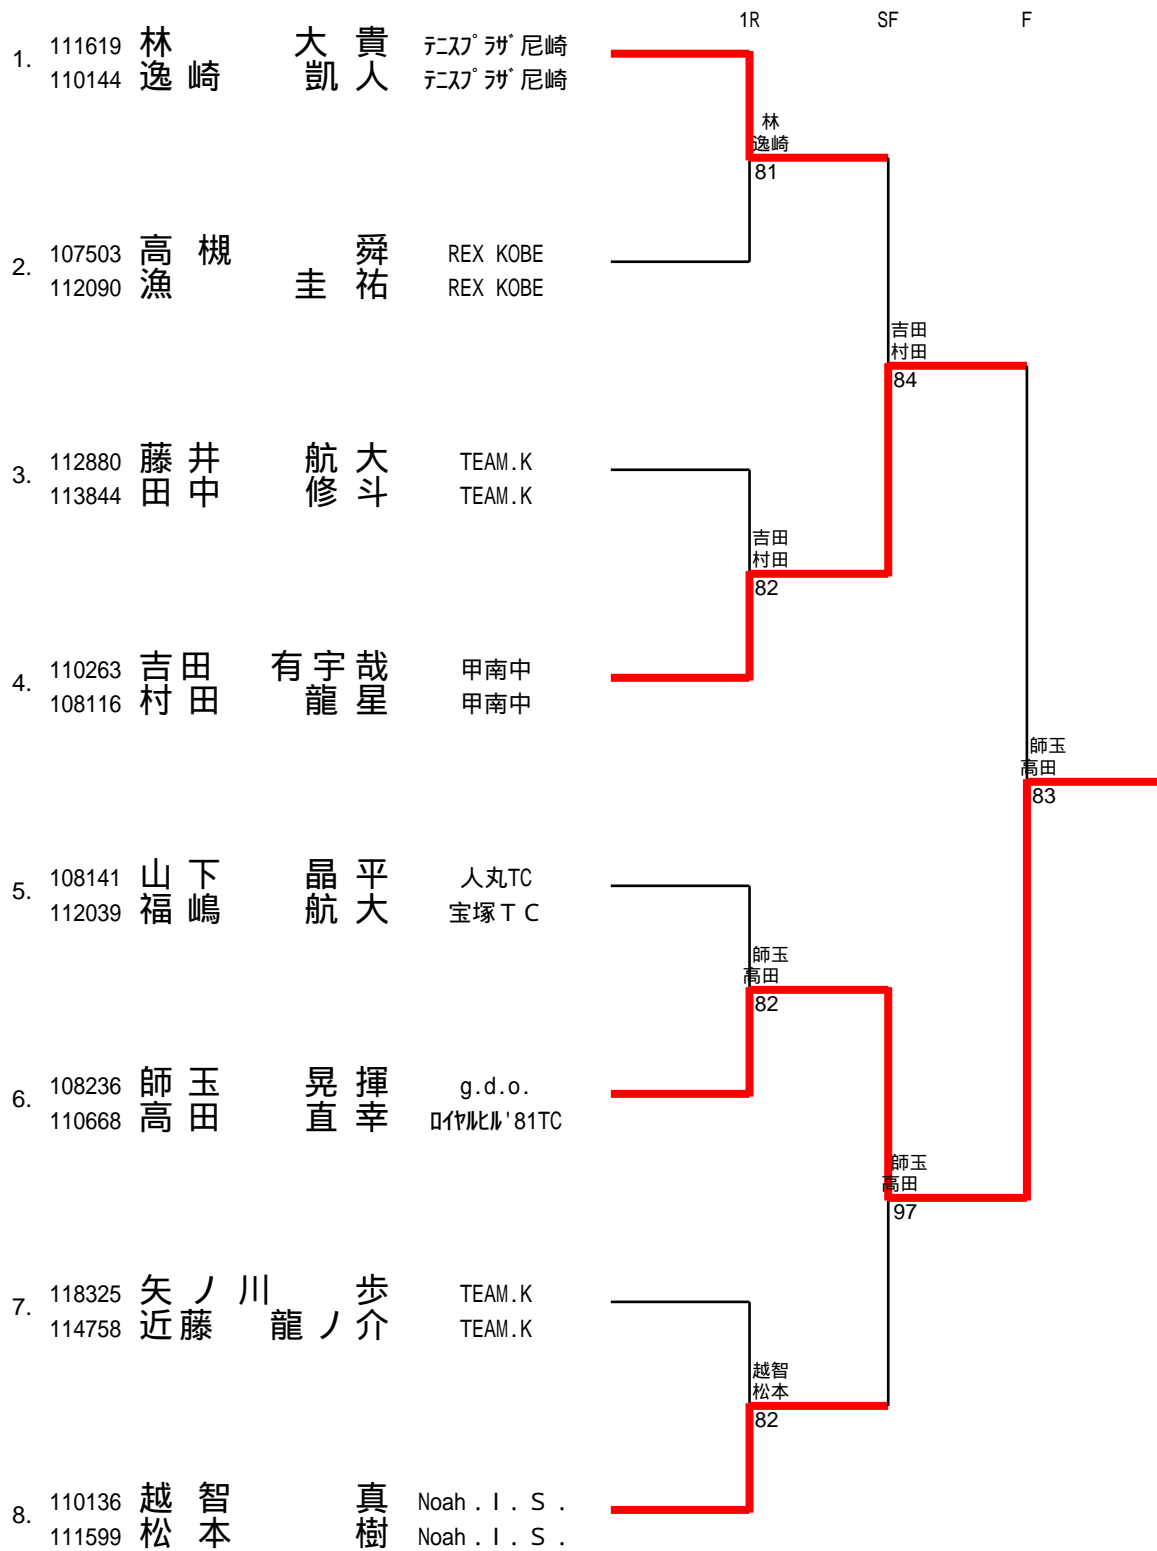 1R SF F
1. 111619 林 大貴 ﾃﾆｽﾌﾟﾗｻﾞ尼崎
110144 逸崎 凱人 ﾃﾆｽﾌﾟﾗｻﾞ尼崎
林
逸崎
81
2. 107503 高槻 舜 REX KOBE
112090 漁 圭祐 REX KOBE
吉田
村田
84
3. 112880 藤井 航大 TEAM.K
113844 田中 修斗 TEAM.K
吉田
村田
82
4. 110263 吉田 有宇哉 甲南中
108116 村田 龍星 甲南中
師玉
高田
83
5. 108141 山下 晶平 人丸TC
112039 福嶋 航大 宝塚ＴＣ
師玉
高田
82
6. 108236 師玉 晃揮 g.d.o.
110668 高田 直幸 ﾛｲﾔﾙﾋﾙ'81TC
師玉
高田
97
7. 118325 矢ノ川 歩 TEAM.K
114758 近藤 龍ノ介 TEAM.K
越智
松本
82
8. 110136 越智 真 Noah．Ｉ．Ｓ．
111599 松本 樹 Noah．Ｉ．Ｓ．